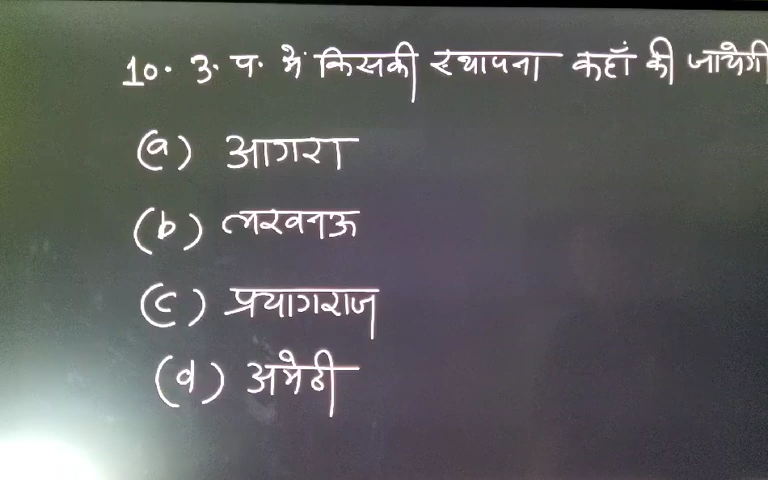 10. उ. प. में किसकी स्थापना कहाँ की जायेगी
(a) आगरा
(b) लखनऊ
(c) प्रयागराज
(d) अमेठी